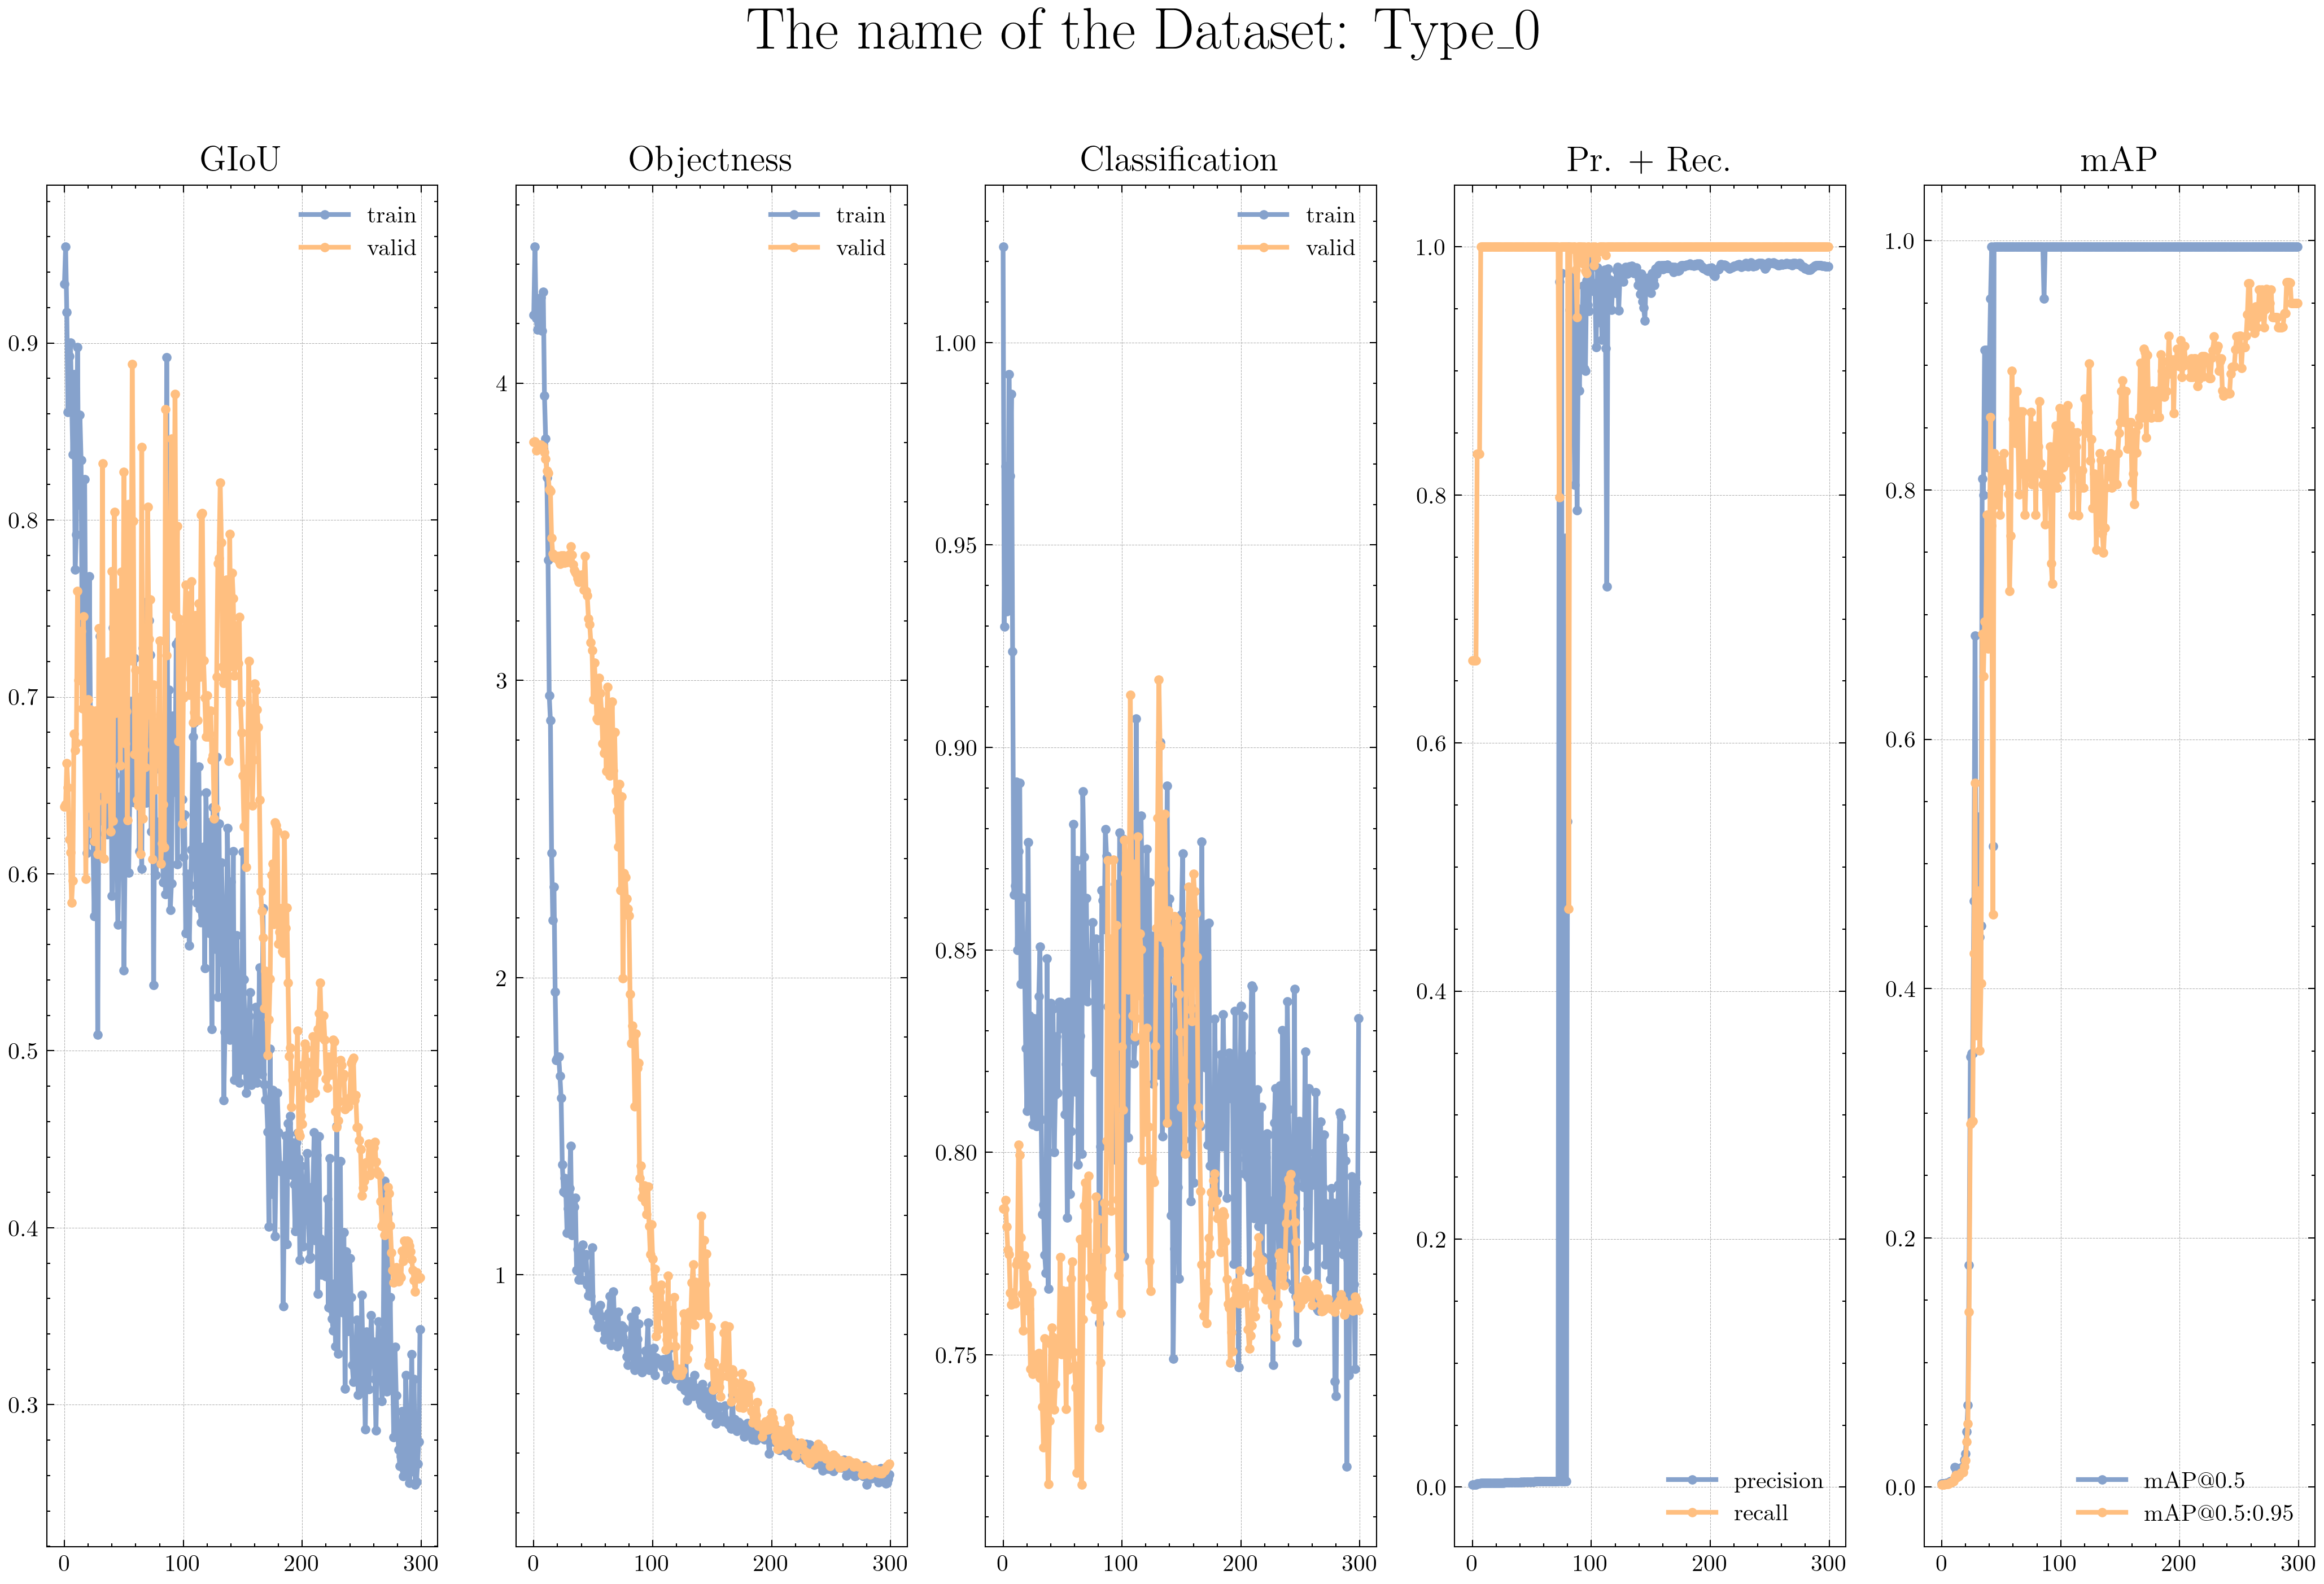 The name of the Dataset: Type_0
GIoU
train
valid
0.9
0.8
0.7
0.6
0.5
0.4
0.3
0 100 200 300
Objectness
train
valid
4
3
2
1
0 100 200 300
Classification
train
valid
1.00
0.95
0.90
0.85
0.80
0.75
0 100 200 300
Pr. + Rec.
1.0
0.8
0.6
0.4
0.2
0.0
precision
recall
0 100 200 300
mAP
1.0
0.8
0.6
0.4
0.2
0.0
mAP@0.5
mAP@0.5:0.95
0 100 200 300